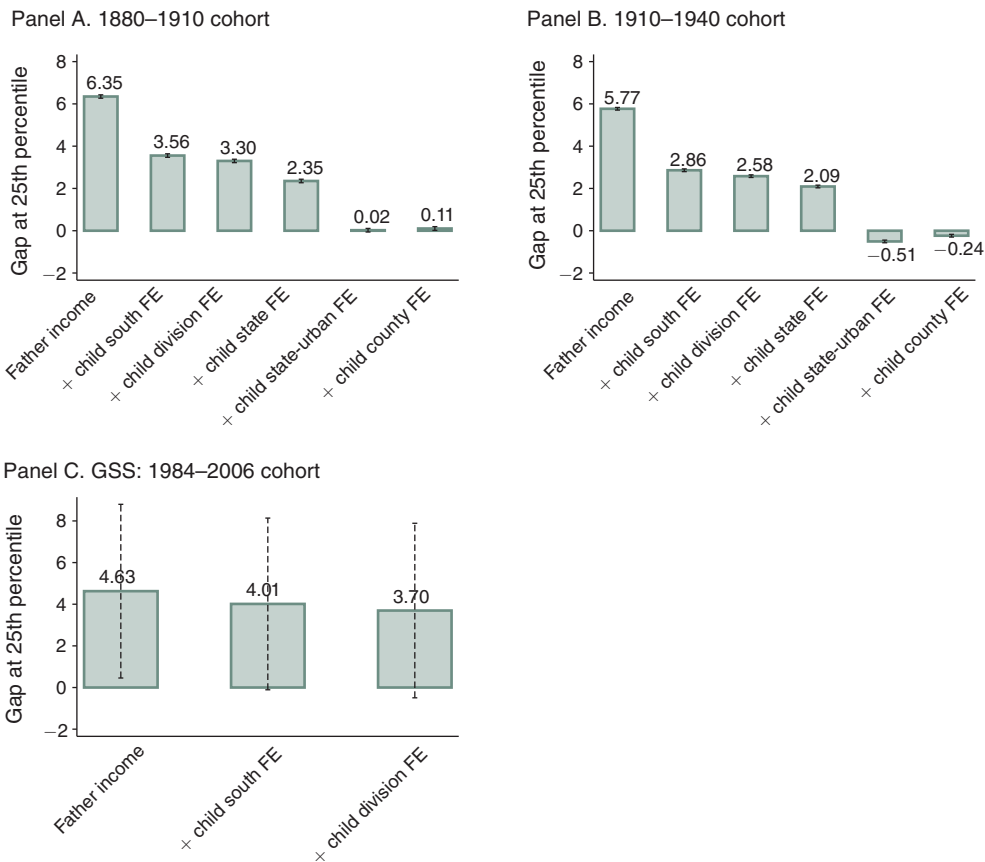 Panel A. 1880–1910 cohort
Gap at 25th percentile
8
6
4
2
0
−2
6.35
3.56
3.30
2.35
0.02
0.11
Father income
× child south FE
× child division FE
× child state FE
× child state-urban FE
× child county FE
Panel B. 1910–1940 cohort
Gap at 25th percentile
8
6
4
2
0
−2
5.77
2.86
2.58
2.09
−0.51
−0.24
Father income
× child south FE
× child division FE
× child state FE
× child state-urban FE
× child county FE
Panel C. GSS: 1984–2006 cohort
Gap at 25th percentile
8
6
4
2
0
−2
4.63
4.01
3.70
Father income
× child south FE
× child division FE